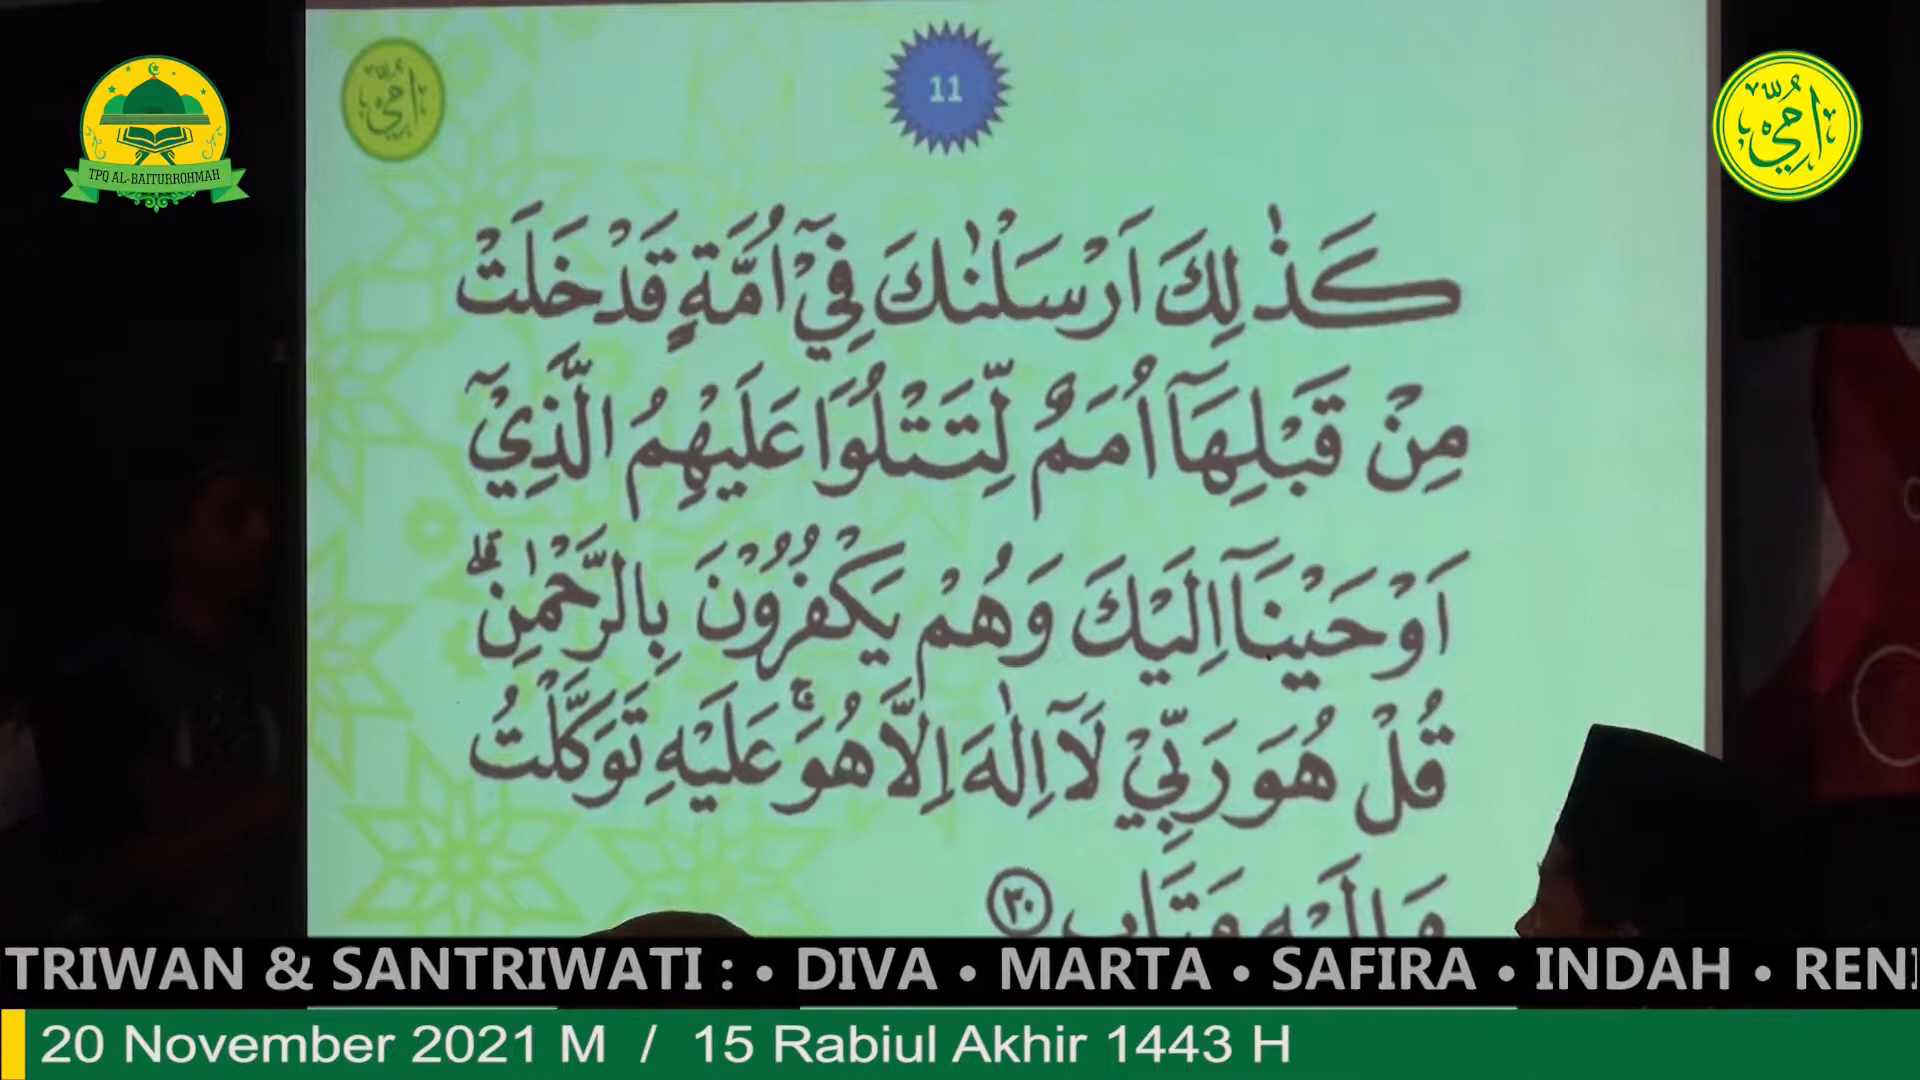 11
اُمِّي
اُمِّي
TPQ AL-BAITURROHMAH
كَذٰلِكَ اَرْسَلْنٰكَ فِيْٓ اُمَّةٍ قَدْ خَلَتْ
مِنْ قَبْلِهَآ اُمَمٌ لِّتَتْلُوَا۟ عَلَيْهِمُ الَّذِيْٓ
اَوْحَيْنَآ اِلَيْكَ وَهُمْ يَكْفُرُوْنَ بِالرَّحْمٰنِۗ
قُلْ هُوَ رَبِّيْ لَآ اِلٰهَ اِلَّا هُوَۚ عَلَيْهِ تَوَكَّلْتُ
وَاِلَيْهِ مَتَابِ ٣٠
TRIWAN & SANTRIWATI : • DIVA • MARTA • SAFIRA • INDAH • RENI
20 November 2021 M / 15 Rabiul Akhir 1443 H